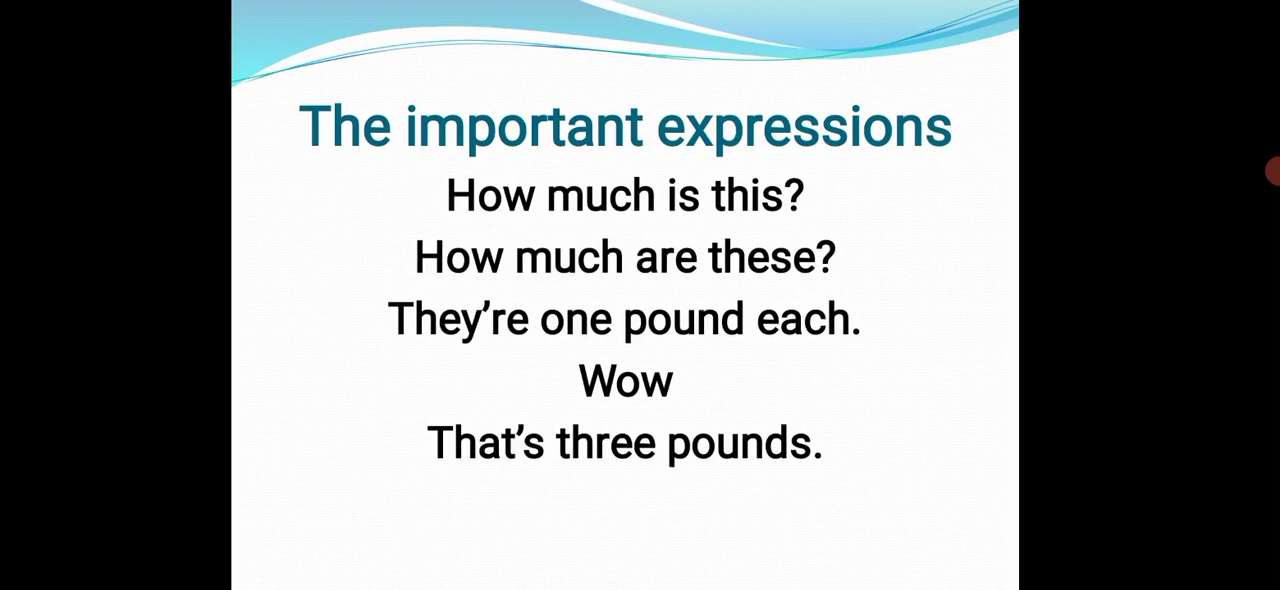 The important expressions
How much is this?
How much are these?
They’re one pound each.
Wow
That’s three pounds.